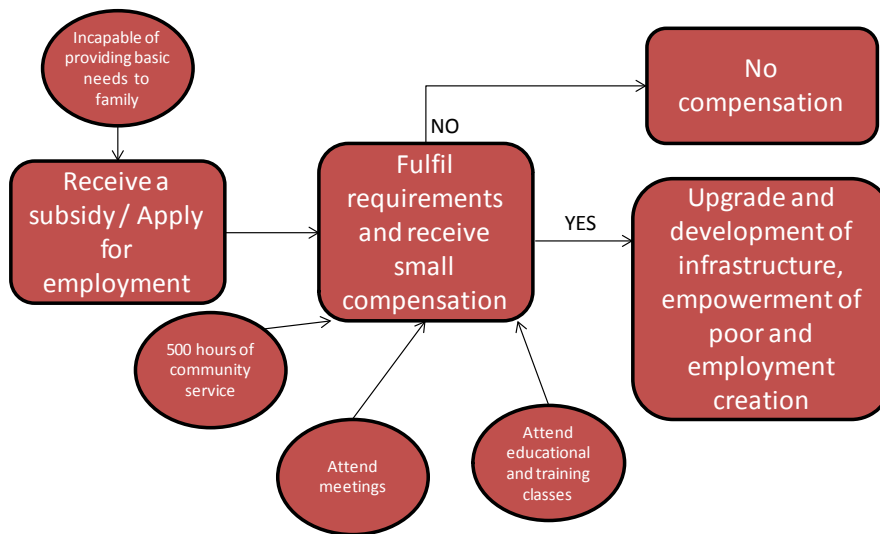 Incapable of
providing basic
needs to
family
No
compensation
NO
Receive a
subsidy / Apply
for
employment
Fulfil
requirements
and receive
small
compensation
YES
Upgrade and
development of
infrastructure,
empowerment of
poor and
employment
creation
500 hours of
community
service
Attend
meetings
Attend
educational
and training
classes